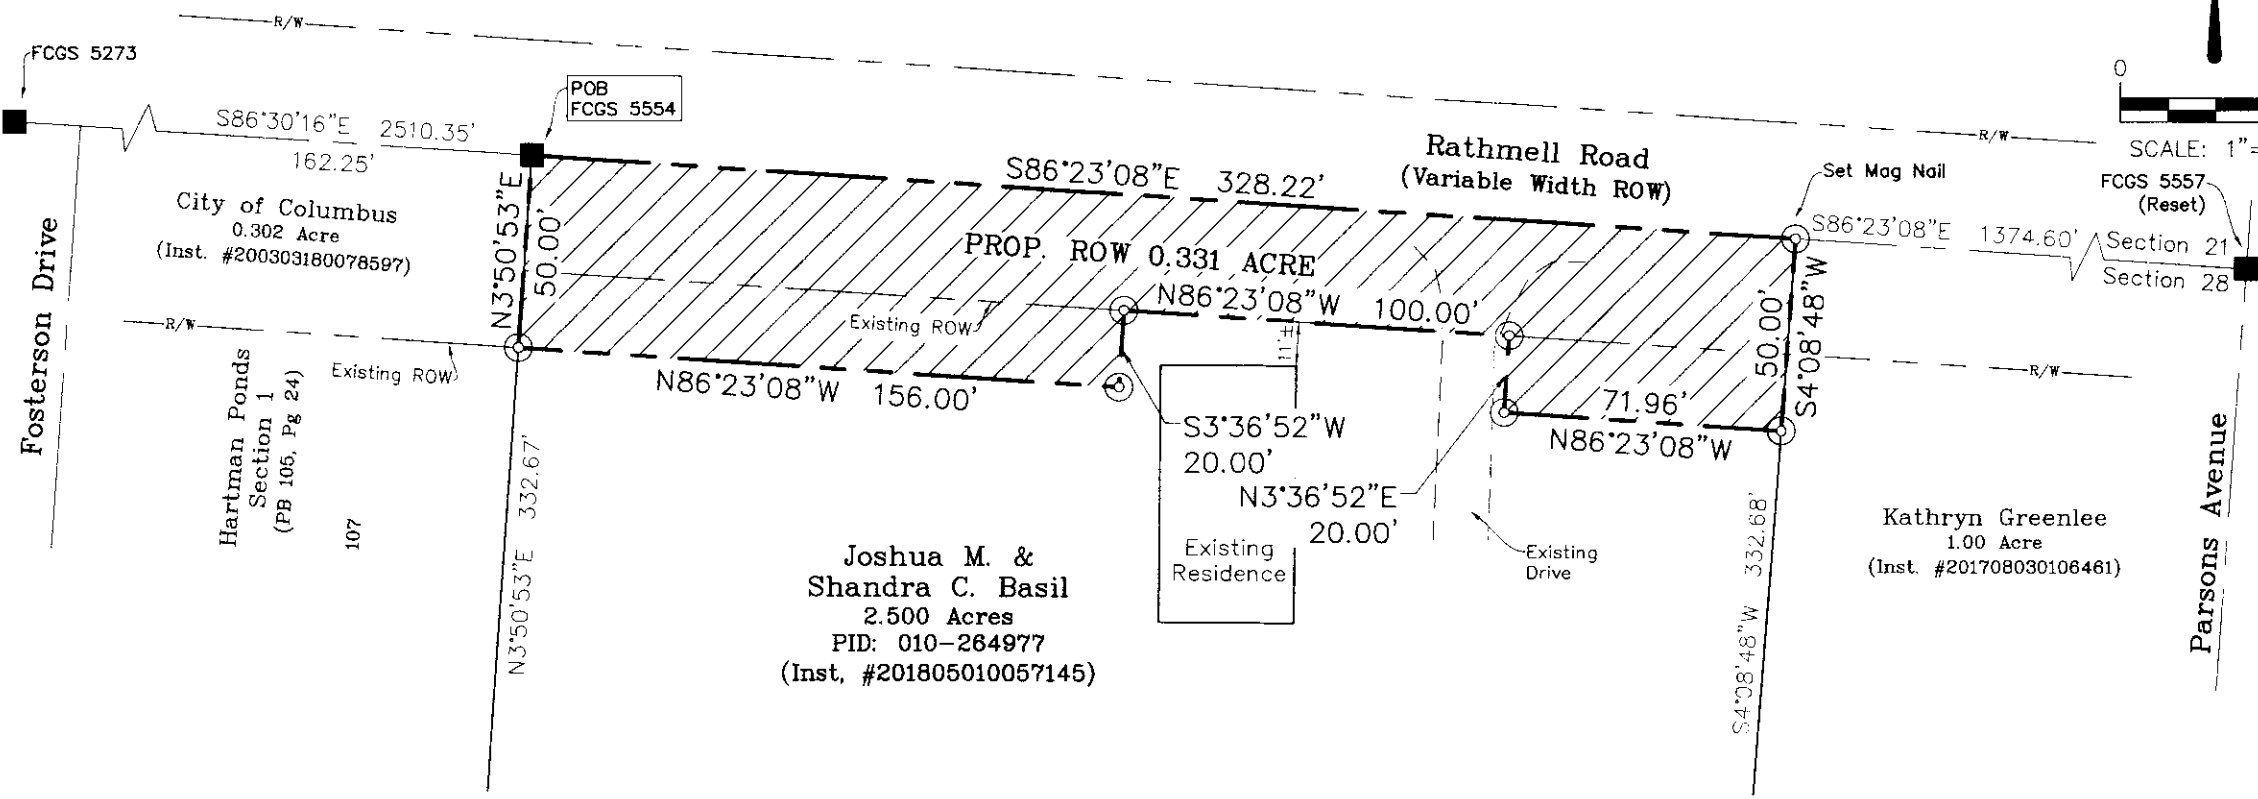 R/W
FCGS 5273
POB
FCGS 5554
0
S86°30'16"E 2510.35'
162.25'
S86°23'08"E 328.22'
Rathmell Road
(Variable Width ROW)
R/W
SCALE: 1"=
Set Mag Nail
FCGS 5557
(Reset)
City of Columbus
0.302 Acre
(Inst. #200303180078597)
N3°50'53"E
50.00'
PROP. ROW 0.331 ACRE
S86°23'08"E 1374.60'
Section 21
Section 28
Fosterson Drive
N86°23'08"W 100.00'
Existing ROW
11'±
50.00'
S4°08'48"W
R/W
Existing ROW
R/W
N86°23'08"W 156.00'
71.96'
N86°23'08"W
Hartman Ponds
Section 1
(PB 105, Pg 24)
107
S3°36'52"W
20.00'
N3°36'52"E
20.00'
N3°50'53"E 332.67'
Existing
Residence
Existing
Drive
S4°08'48"W 332.68'
Joshua M. &
Shandra C. Basil
2.500 Acres
PID: 010-264977
(Inst, #201805010057145)
Kathryn Greenlee
1.00 Acre
(Inst. #201708030106461)
Parsons Avenue